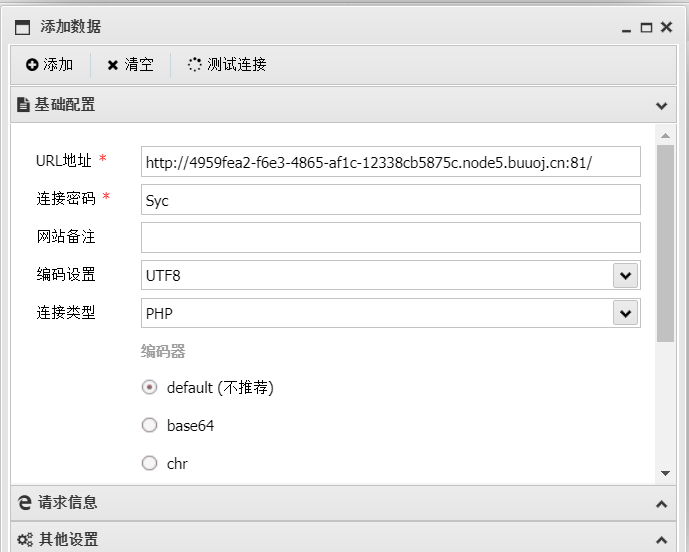 添加数据
添加 清空 测试连接
基础配置
URL地址 * http://4959fea2-f6e3-4865-af1c-12338cb5875c.node5.buuoj.cn:81/
连接密码 * Syc
网站备注
编码设置 UTF8
连接类型 PHP
编码器
default (不推荐)
base64
chr
请求信息
其他设置